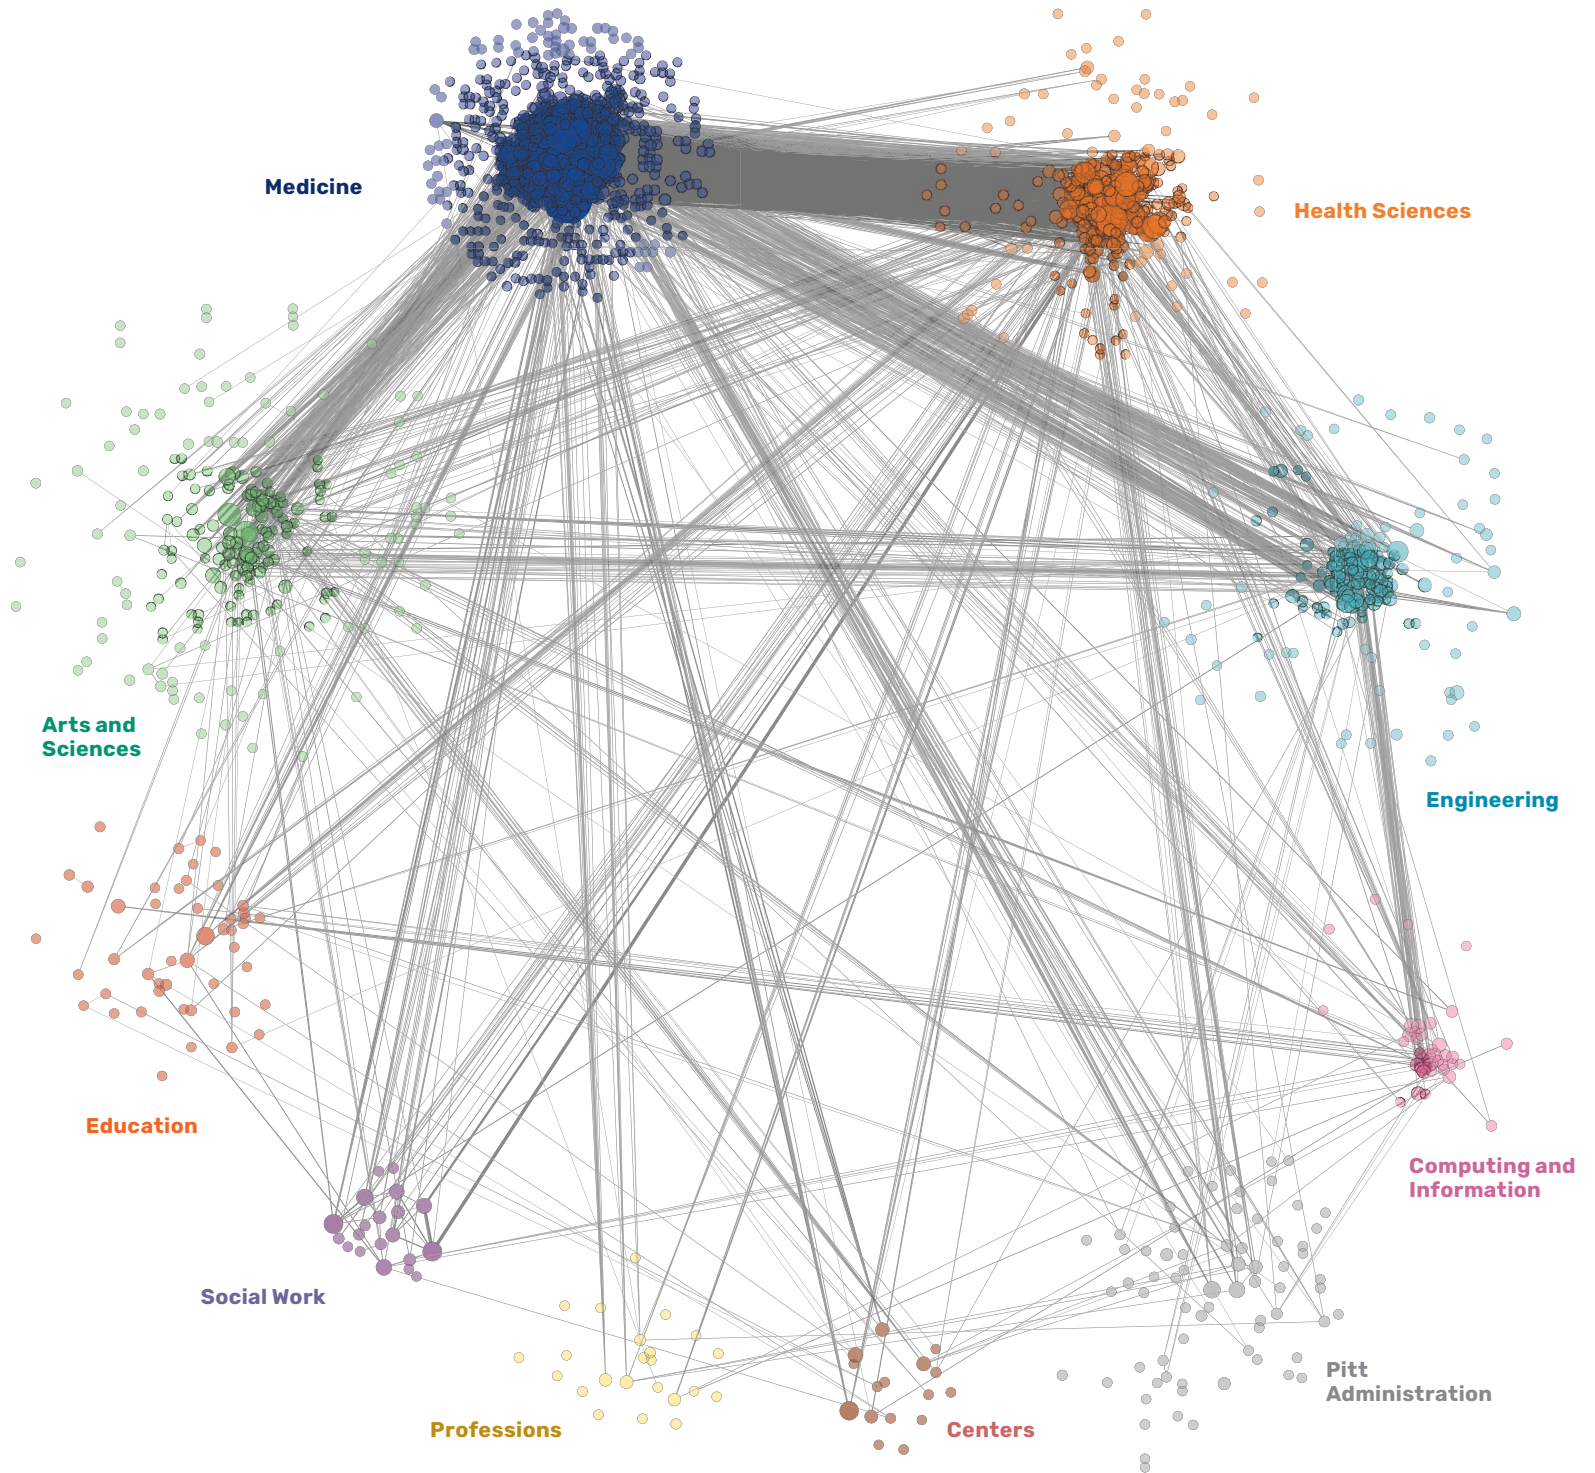 Medicine
Health Sciences
Arts and
Sciences
Engineering
Education
Computing and
Information
Social Work
Pitt
Administration
Professions
Centers